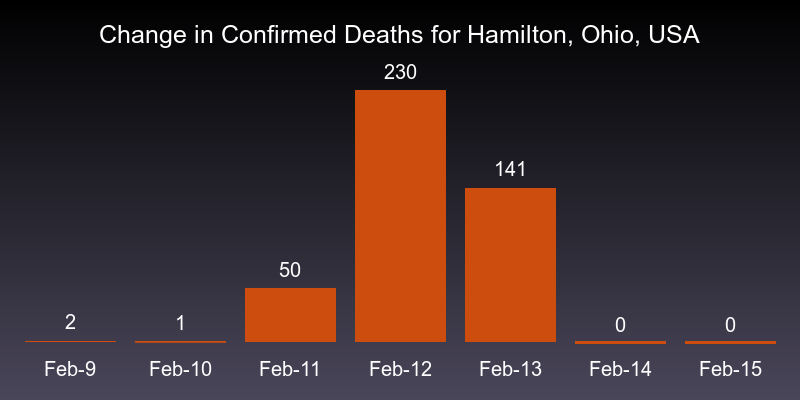 Change in Confirmed Deaths for Hamilton, Ohio, USA
230
141
50
2
1
0
0
Feb-9
Feb-10
Feb-11
Feb-12
Feb-13
Feb-14
Feb-15